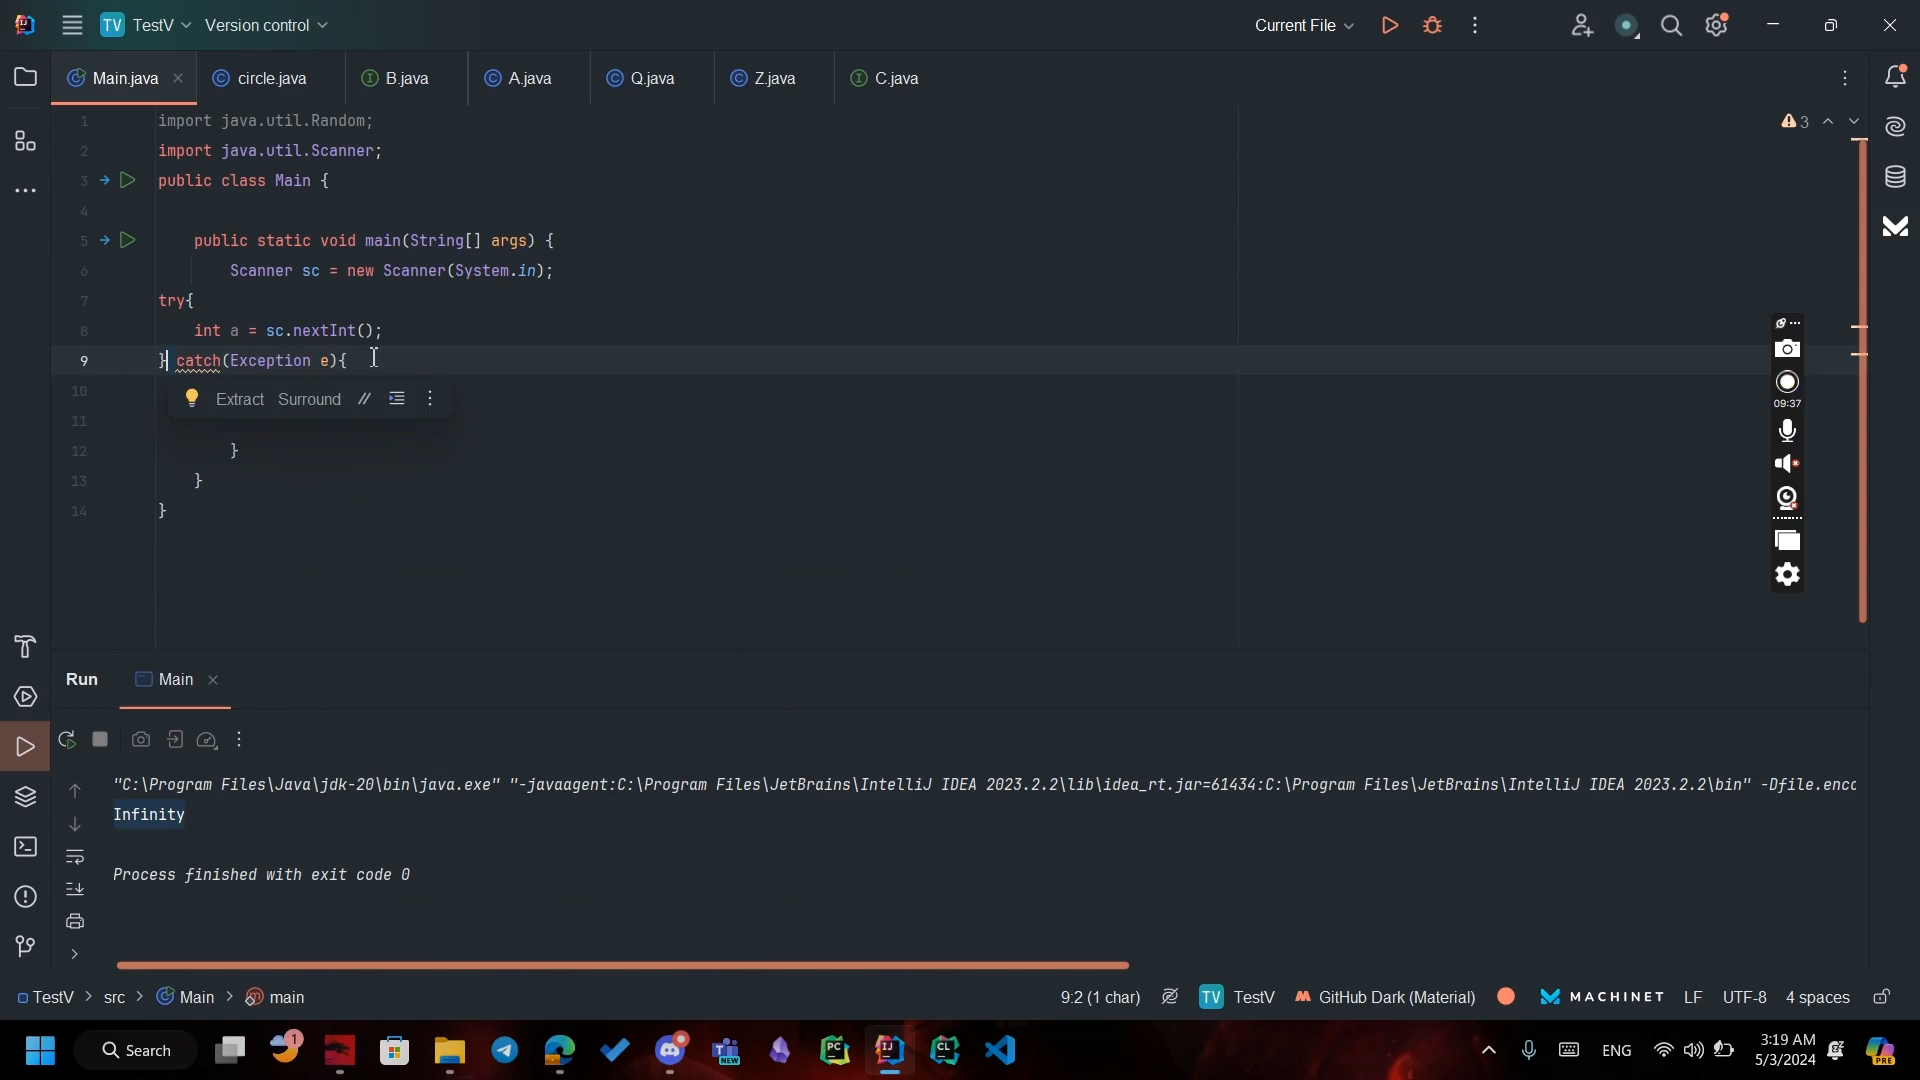 TV TestV Version control Current File
Main.java circle.java B.java A.java Q.java Z.java C.java
1 import java.util.Random;
3
2 import java.util.Scanner;
3 public class Main {
4
5 public static void main(String[] args) {
6 Scanner sc = new Scanner(System.in);
7 try{
8 int a = sc.nextInt();
9 } catch(Exception e){
10
Extract Surround //
11
12 }
13 }
14 }
09:37
Run Main
"C:\Program Files\Java\jdk-20\bin\java.exe" "-javaagent:C:\Program Files\JetBrains\IntelliJ IDEA 2023.2.2\lib\idea_rt.jar=61434:C:\Program Files\JetBrains\IntelliJ IDEA 2023.2.2\bin" -Dfile.enco
Infinity
Process finished with exit code 0
TestV > src > Main > main 9:2 (1 char) TV TestV GitHub Dark (Material) MACHINET LF UTF-8 4 spaces
Search ENG 3:19 AM
5/3/2024